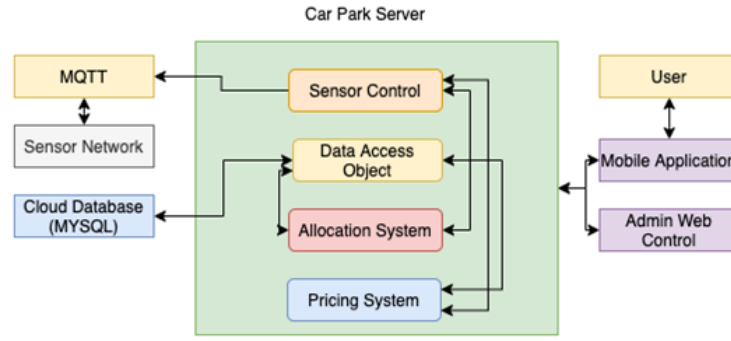 Car Park Server
MQTT
Sensor Control
User
Sensor Network
Data Access
Object
Mobile Application
Cloud Database
(MYSQL)
Allocation System
Admin Web
Control
Pricing System